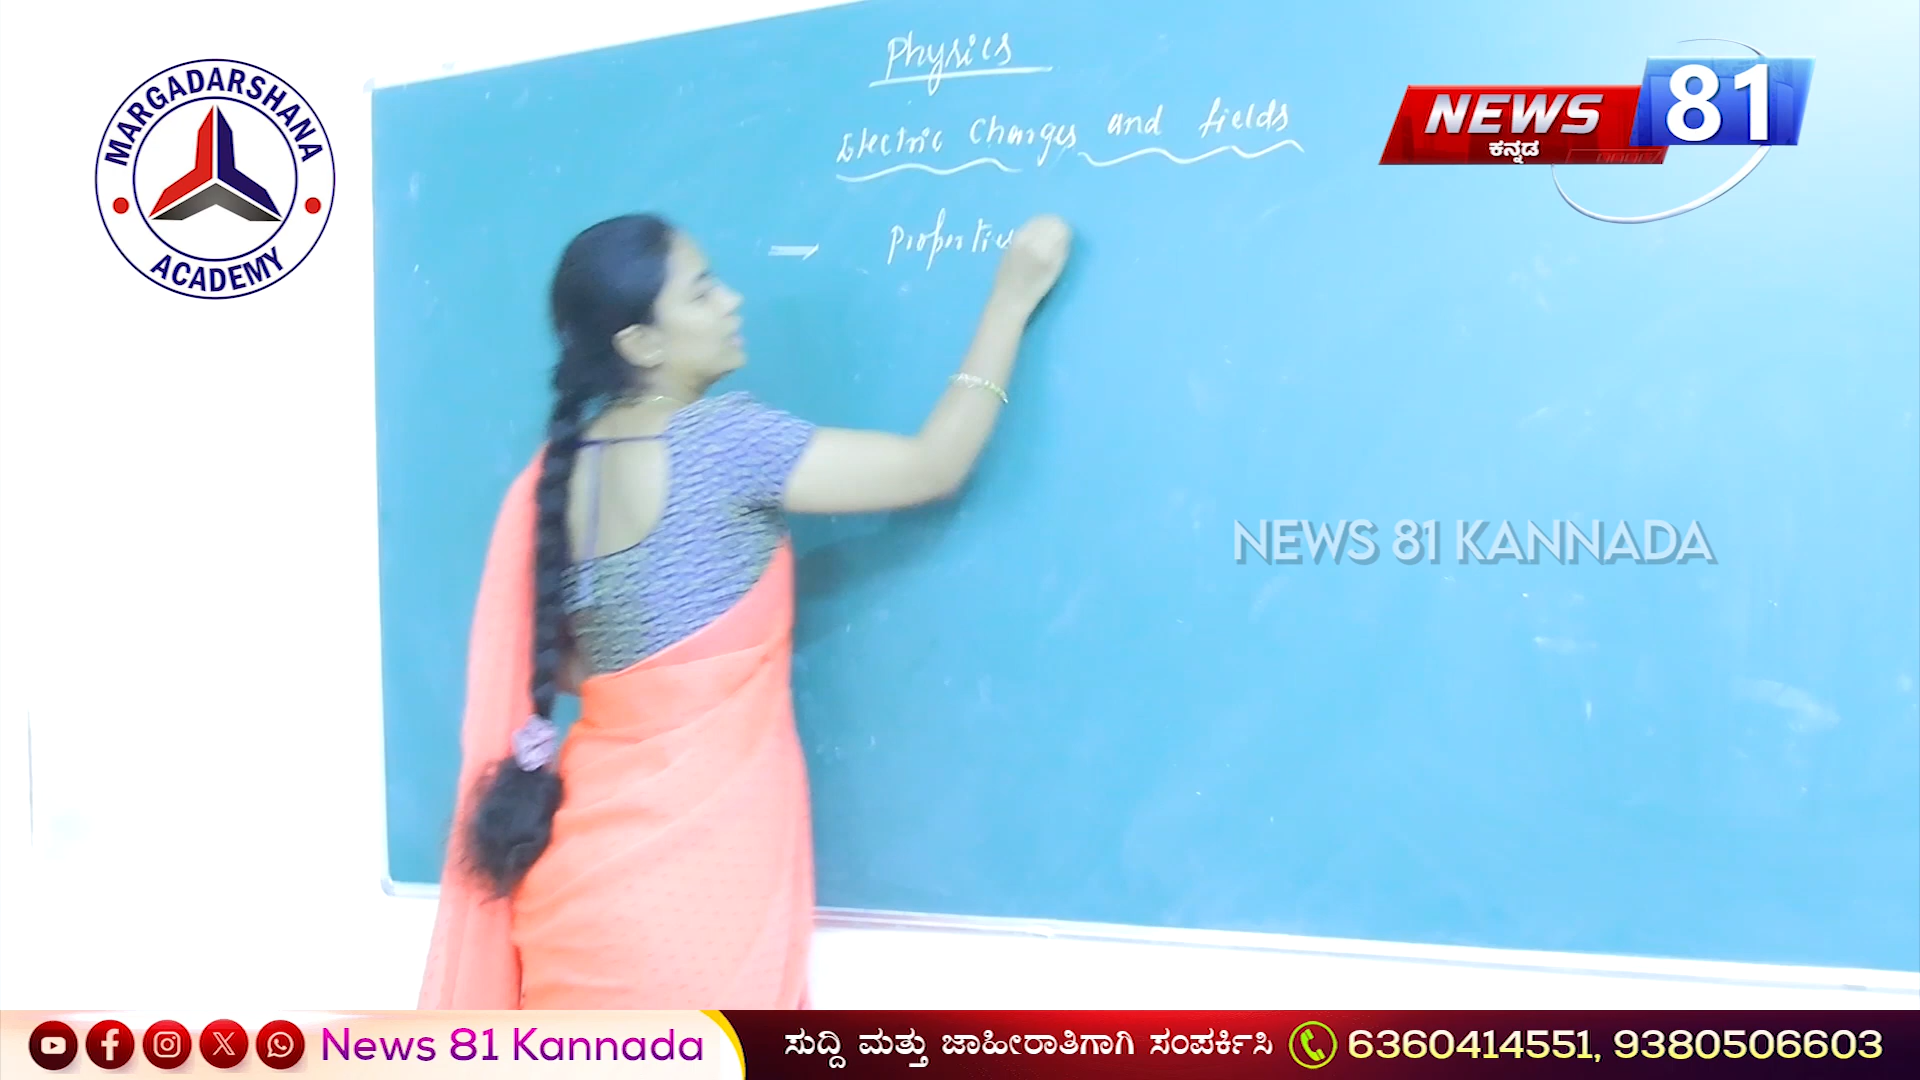 Physics
Electric Charges and fields
Properties
MARGADARSHANA
ACADEMY
NEWS 81
ಕನ್ನಡ
NEWS 81 KANNADA
News 81 Kannada
ಸುದ್ದಿ ಮತ್ತು ಜಾಹೀರಾತಿಗಾಗಿ ಸಂಪರ್ಕಿಸಿ 6360414551, 9380506603